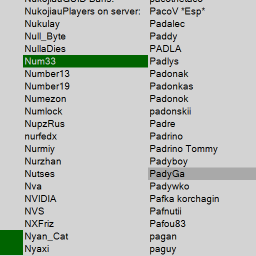 NukojiauPlayers on server:
Nukulay
Null_Byte
NullaDies
Num33
Number13
Number19
Numezon
Numlock
NupzRus
nurfedx
Nurmiy
Nurzhan
Nutses
Nva
NVIDIA
NVS
NXFriz
Nyan_Cat
Nyaxi
PacoV *Esp*
Padalec
Paddy
PADLA
Padlys
Padonak
Padonkas
Padonok
padonskii
Padre
Padrino
Padrino Tommy
Padyboy
PadyGa
Padywko
Pafka korchagin
Pafnutii
Pafou83
pagan
paguy